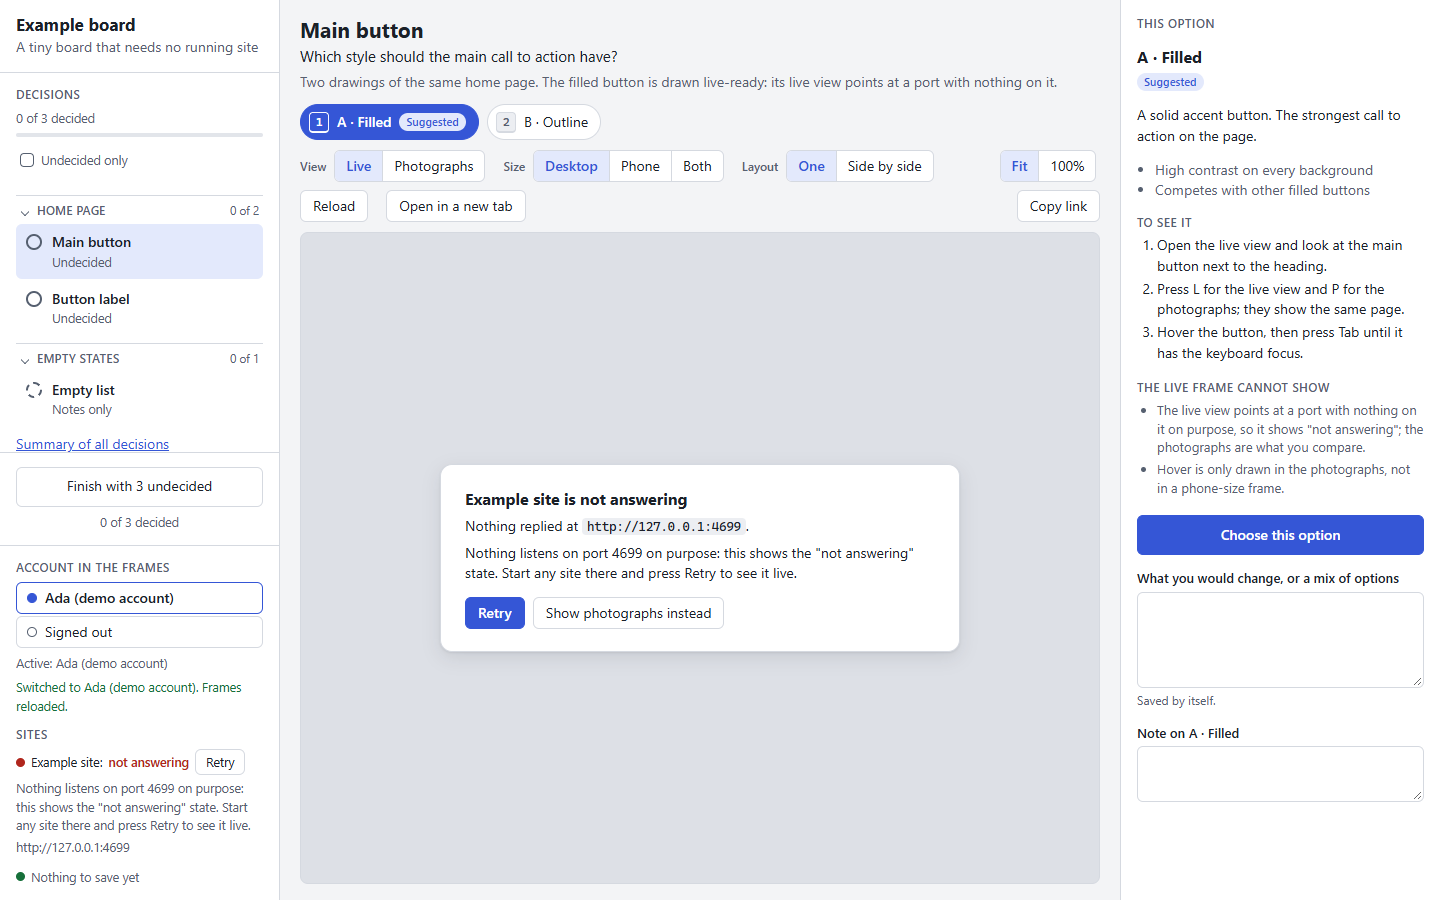 Example board
A tiny board that needs no running site
DECISIONS
0 of 3 decided
Undecided only
HOME PAGE 0 of 2
Main button
Undecided
Button label
Undecided
EMPTY STATES 0 of 1
Empty list
Notes only
Summary of all decisions
Finish with 3 undecided
0 of 3 decided
ACCOUNT IN THE FRAMES
Ada (demo account)
Signed out
Active: Ada (demo account)
Switched to Ada (demo account). Frames
reloaded.
SITES
Example site: not answering Retry
Nothing listens on port 4699 on purpose:
this shows the "not answering" state. Start
any site there and press Retry to see it live.
http://127.0.0.1:4699
Nothing to save yet
Main button
Which style should the main call to action have?
Two drawings of the same home page. The filled button is drawn live-ready: its live view points at a port with nothing on it.
1 A · Filled Suggested 2 B · Outline
View Live Photographs Size Desktop Phone Both Layout One Side by side Fit 100%
Reload Open in a new tab Copy link
Example site is not answering
Nothing replied at http://127.0.0.1:4699.
Nothing listens on port 4699 on purpose: this shows the "not answering"
state. Start any site there and press Retry to see it live.
Retry Show photographs instead
THIS OPTION
A · Filled
Suggested
A solid accent button. The strongest call to
action on the page.
• High contrast on every background
• Competes with other filled buttons
TO SEE IT
1. Open the live view and look at the main
button next to the heading.
2. Press L for the live view and P for the
photographs; they show the same page.
3. Hover the button, then press Tab until it
has the keyboard focus.
THE LIVE FRAME CANNOT SHOW
• The live view points at a port with nothing on
it on purpose, so it shows "not answering"; the
photographs are what you compare.
• Hover is only drawn in the photographs, not
in a phone-size frame.
Choose this option
What you would change, or a mix of options
Saved by itself.
Note on A · Filled